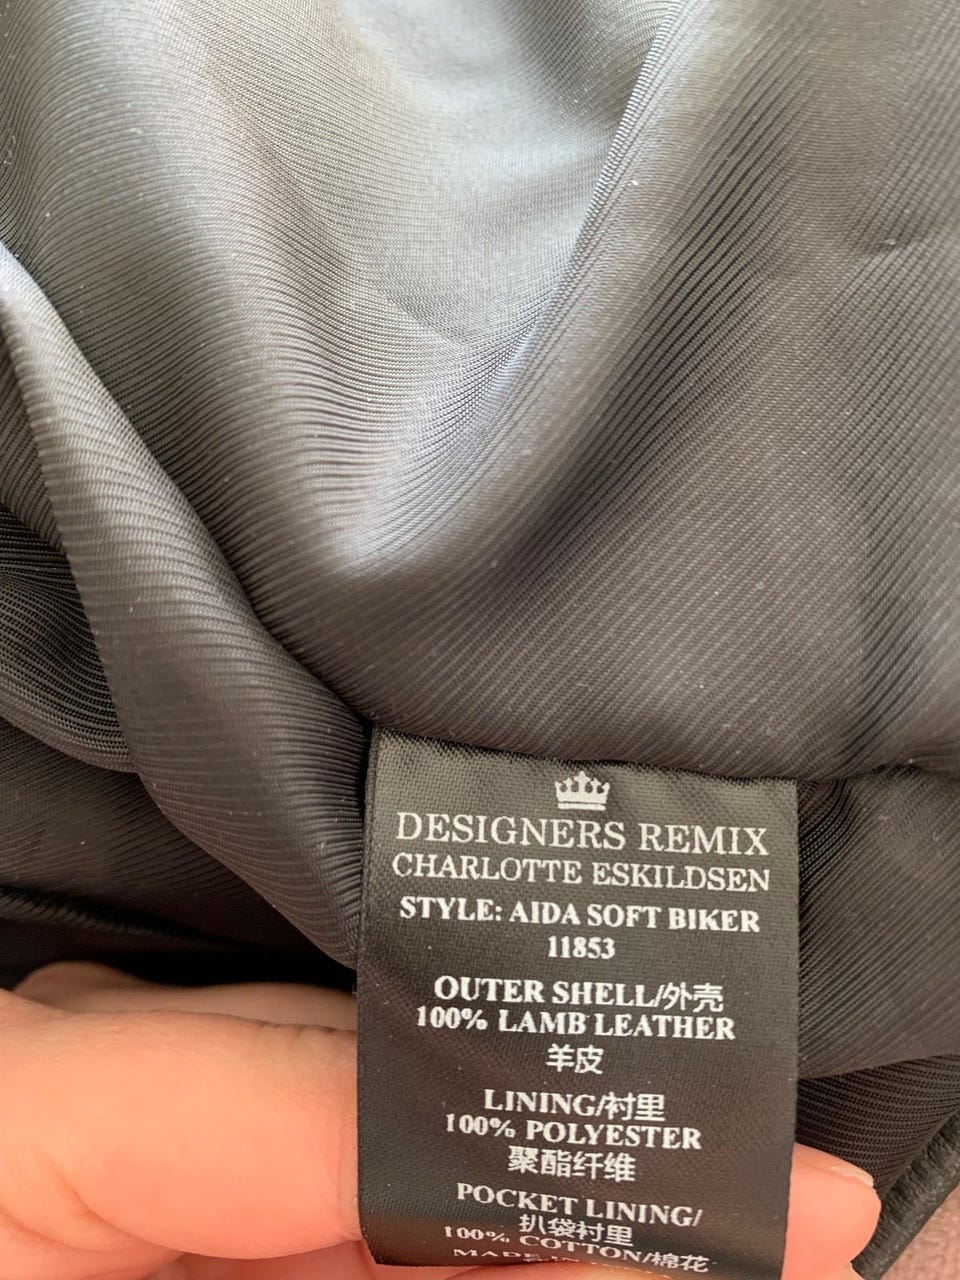 DESIGNERS REMIX
CHARLOTTE ESKILDSEN
STYLE: AIDA SOFT BIKER
11853
OUTER SHELL/外壳
100% LAMB LEATHER
羊皮
LINING/衬里
100% POLYESTER
聚酯纤维
POCKET LINING/
扒袋衬里
100% COTTON/棉花
MADE